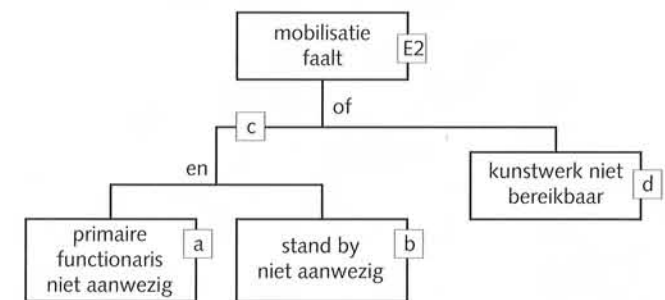 mobilisatie
faalt
E2
of
c
en
kunstwerk niet
bereikbaar
d
primaire
functionaris
niet aanwezig
a
stand by
niet aanwezig
b